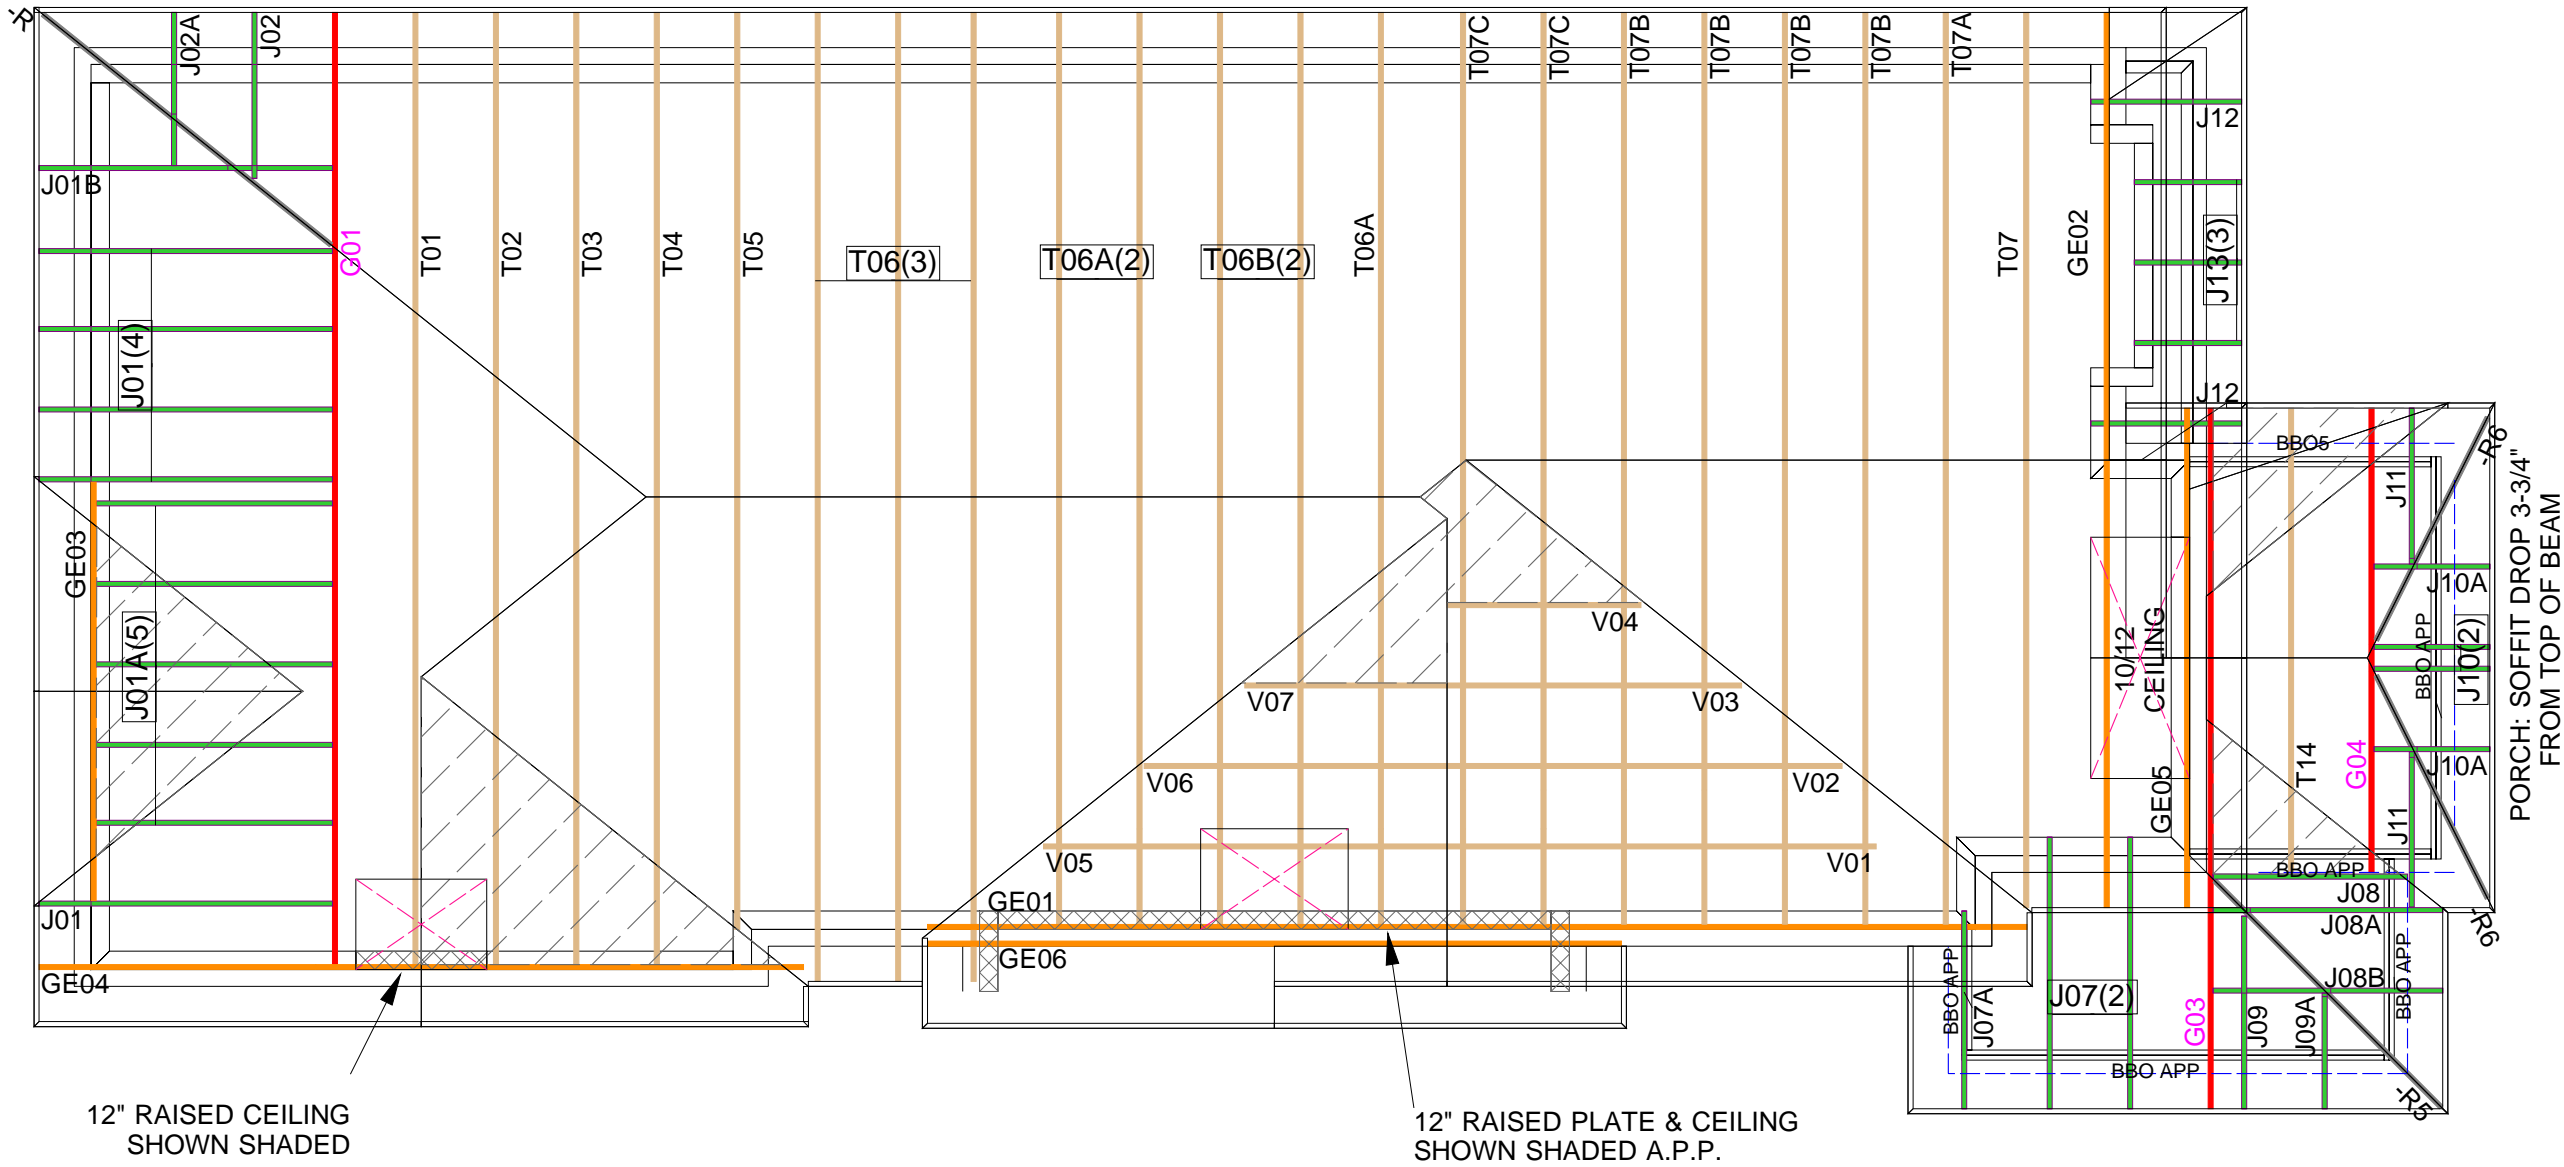 -R
J02A
J02
T07C
T07C
T07B
T07B
T07B
T07B
T07A
J12
J01B
G01
T01
T02
T03
T04
T05
T06(3)
T06A(2)
T06B(2)
T06A
T07
GE02
J13(3)
J01(4)
J12
BBO5
-R6
J11
GE03
J01A(5)
V04
V07
V03
V06
V02
V05
V01
10/12
CEILING
GE05
T14
G04
J10A
BBO APP
J10(2)
J10A
J11
PORCH: SOFFIT DROP 3-3/4"
FROM TOP OF BEAM
BBO APP
J08
J08A
-R6
J01
GE01
GE06
GE04
BBO APP
J07A
J07(2)
G03
J09
J09A
J08B
BBO APP
BBO APP
-R5
12" RAISED CEILING
SHOWN SHADED
12" RAISED PLATE & CEILING
SHOWN SHADED A.P.P.